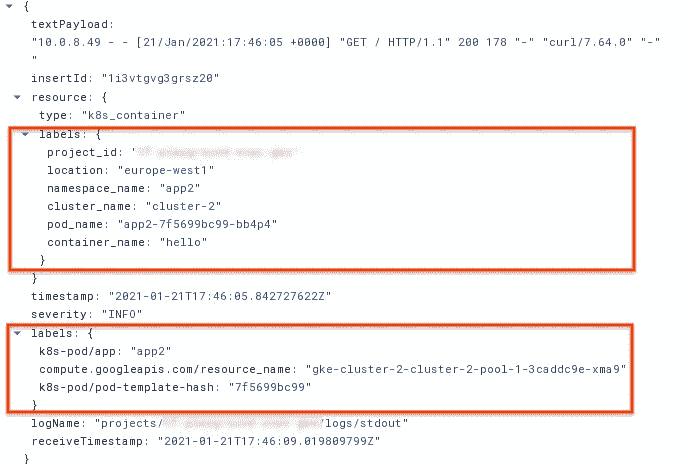 {
textPayload:
"10.0.8.49 - - [21/Jan/2021:17:46:05 +0000] "GET / HTTP/1.1" 200 178 "-" "curl/7.64.0" "-"
"
insertId: "1i3vtgvg3grsz20"
resource: {
type: "k8s_container"
labels: {
project_id: "
location: "europe-west1"
namespace_name: "app2"
cluster_name: "cluster-2"
pod_name: "app2-7f5699bc99-bb4p4"
container_name: "hello"
}
}
timestamp: "2021-01-21T17:46:05.842727622Z"
severity: "INFO"
labels: {
k8s-pod/app: "app2"
compute.googleapis.com/resource_name: "gke-cluster-2-cluster-2-pool-1-3caddc9e-xma9"
k8s-pod/pod-template-hash: "7f5699bc99"
}
logName: "projects/ /logs/stdout"
receiveTimestamp: "2021-01-21T17:46:09.019809799Z"
}